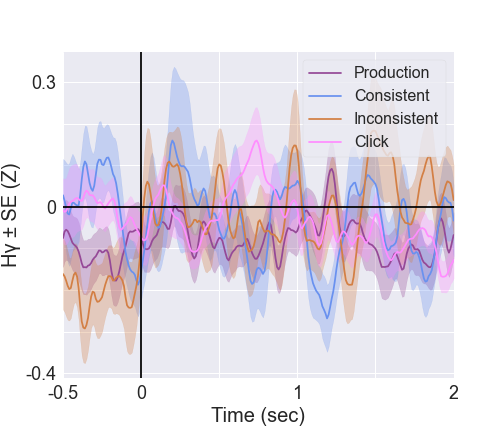 Production
Consistent
Inconsistent
Click
0.3
0
-0.4
Hγ ± SE (Z)
-0.5
0
1
2
Time (sec)